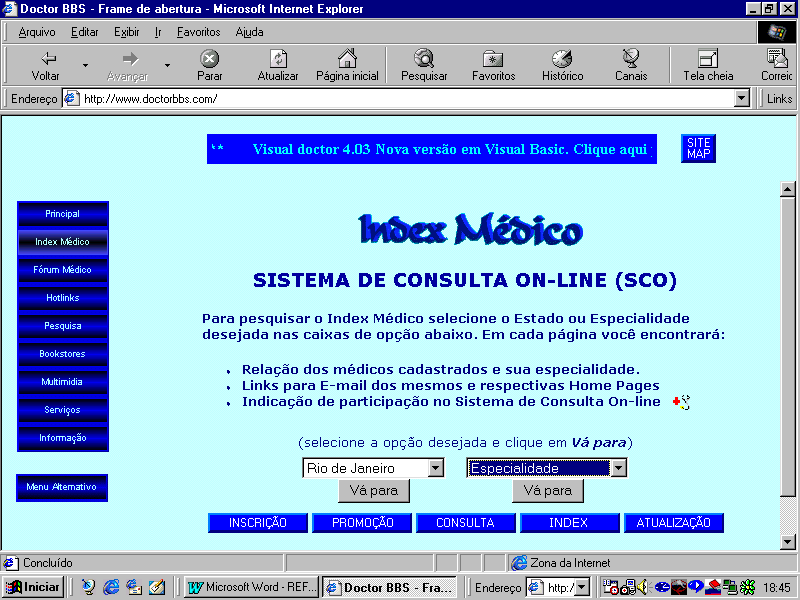 Doctor BBS - Frame de abertura - Microsoft Internet Explorer
Arquivo Editar Exibir Ir Favoritos Ajuda
Voltar Avançar Parar Atualizar Página inicial Pesquisar Favoritos Histórico Canais Tela cheia Correio
Endereço http://www.doctorbbs.com/ Links
** Visual doctor 4.03 Nova versão em Visual Basic. Clique aqui
SITE
MAP
Principal
Index Médico
Fórum Médico
Hotlinks
Pesquisa
Bookstores
Multimidia
Serviços
Informação
Menu Alternativo
Index Médico
SISTEMA DE CONSULTA ON-LINE (SCO)
Para pesquisar o Index Médico selecione o Estado ou Especialidade
desejada nas caixas de opção abaixo. Em cada página você encontrará:
Relação dos médicos cadastrados e sua especialidade.
Links para E-mail dos mesmos e respectivas Home Pages
Indicação de participação no Sistema de Consulta On-line
(selecione a opção desejada e clique em Vá para)
Rio de Janeiro Especialidade
Vá para Vá para
INSCRIÇÃO PROMOÇÃO CONSULTA INDEX ATUALIZAÇÃO
Concluído Zona da Internet
Iniciar Microsoft Word - REF... Doctor BBS - Fra... Endereço http:/ 18:45